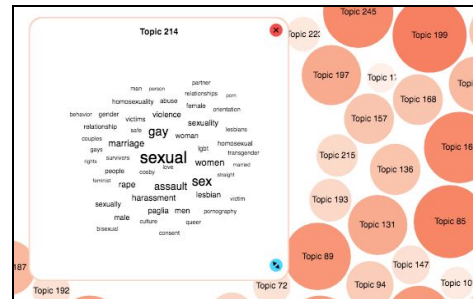 Topic 214
men person partner
relationships porn
homosexuality abuse female orientation
behavior gender victims violence sexuality
relationship safe gay woman lesbians
couples marriage homosexual
gays lgbt transgender
rights survivors sexual women married
people cosby love straight
feminist rape assault sex
harassment lesbian victim
sexually paglia men pornography
male culture queer
bisexual consent
Topic 245
Topic 199
Topic 197
Topic 168
Topic 157
Topic 215
Topic 136
Topic 193
Topic 131
Topic 85
Topic 89
Topic 147
Topic 72
Topic 94
187
Topic 192